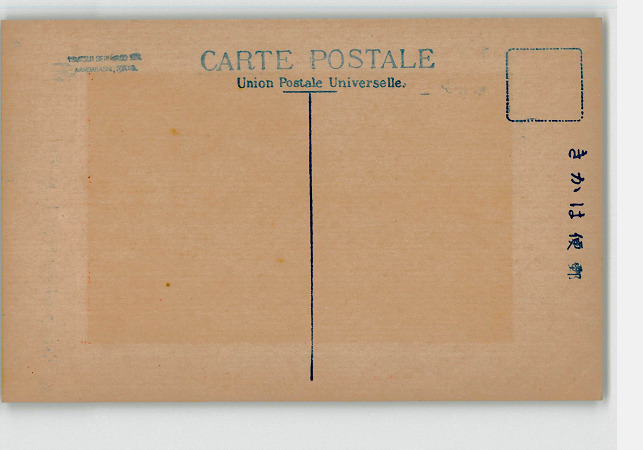 CARTE POSTALE
Union Postale Universelle.
きかは便郵